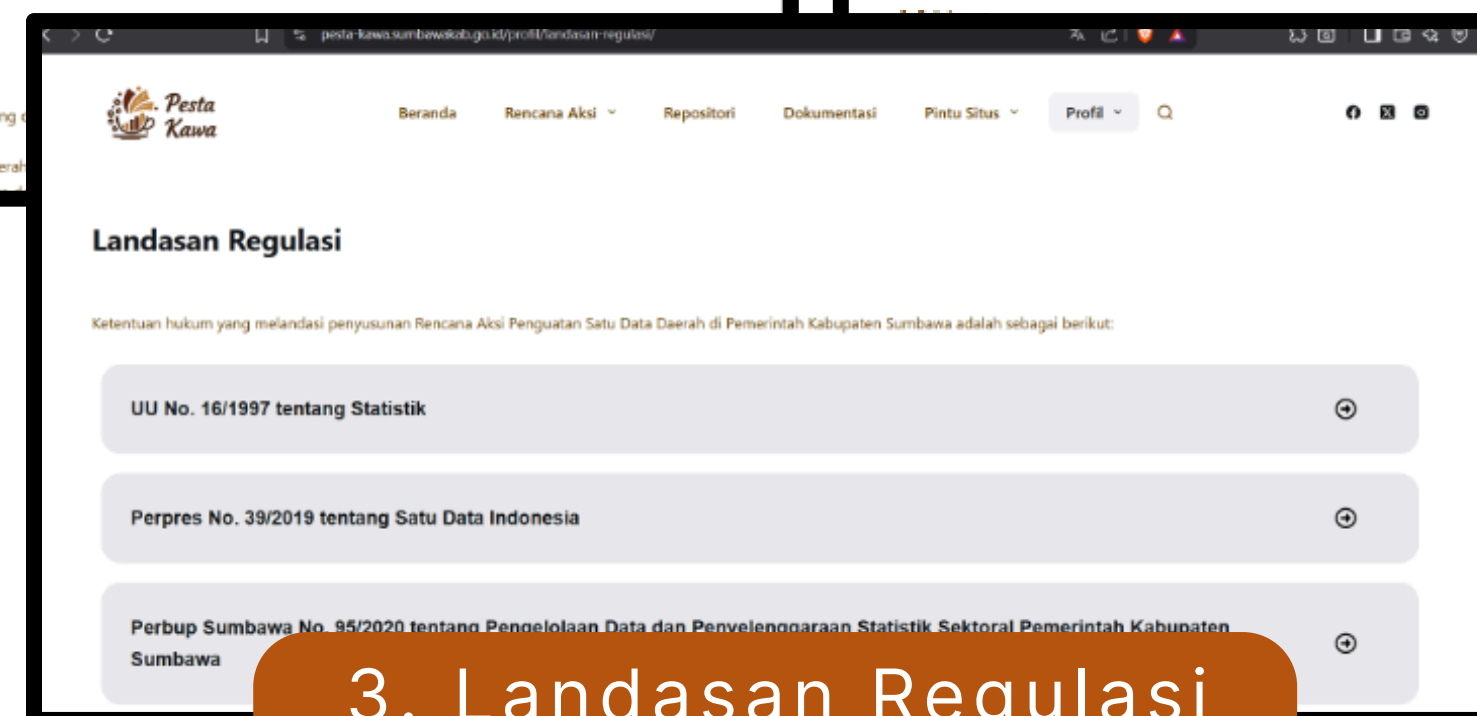 pesta-kawa.sumbawakab.go.id/profil/landasan-regulasi/
Pesta
Kawa
Beranda
Rencana Aksi
Repositori
Dokumentasi
Pintu Situs
Profil
Landasan Regulasi
Ketentuan hukum yang melandasi penyusunan Rencana Aksi Penguatan Satu Data Daerah di Pemerintah Kabupaten Sumbawa adalah sebagai berikut:
UU No. 16/1997 tentang Statistik
Perpres No. 39/2019 tentang Satu Data Indonesia
Perbup Sumbawa No. 95/2020 tentang Pengelolaan Data dan Penyelenggaraan Statistik Sektoral Pemerintah Kabupaten
Sumbawa
3. Landasan Regulasi